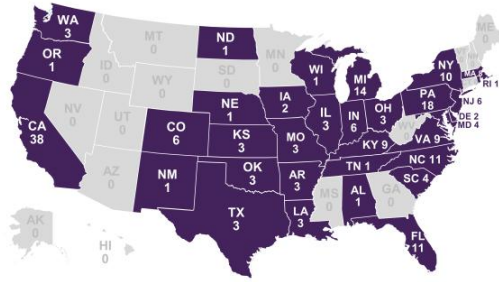 WA
3
OR
1
CA
38
NV
0
ID
0
MT
0
WY
0
UT
0
AZ
0
CO
6
NM
1
ND
1
SD
0
NE
1
KS
3
OK
3
TX
3
MN
0
IA
2
MO
3
AR
3
LA
3
WI
1
IL
3
MI
14
IN
6
OH
3
KY 9
TN 1
MS
0
AL
1
GA
0
FL
11
SC 4
NC 11
VA 9
WV
0
PA
18
NY
10
ME
0
MA
RI 1
NJ 6
DE 2
MD 4
AK
0
HI
0